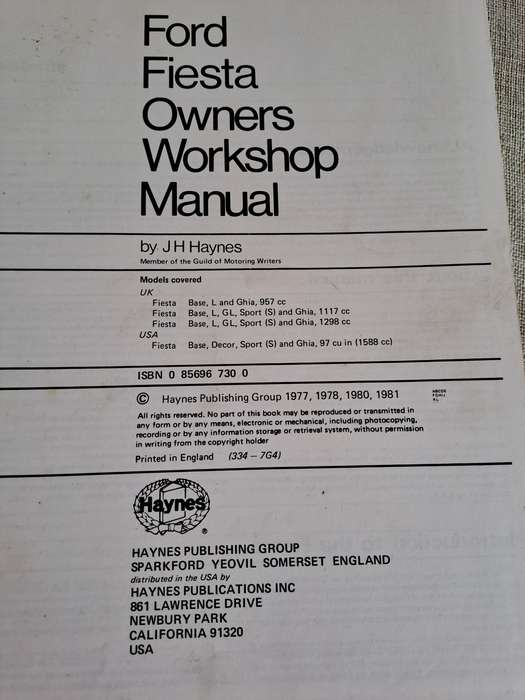 Ford
Fiesta
Owners
Workshop
Manual
by J H Haynes
Member of the Guild of Motoring Writers
Models covered
UK
Fiesta Base, L and Ghia, 957 cc
Fiesta Base, L, GL, Sport (S) and Ghia, 1117 cc
Fiesta Base, L, GL, Sport (S) and Ghia, 1298 cc
USA
Fiesta Base, Decor, Sport (S) and Ghia, 97 cu in (1588 cc)
ISBN 0 85696 730 0
© Haynes Publishing Group 1977, 1978, 1980, 1981
All rights reserved. No part of this book may be reproduced or transmitted in
any form or by any means, electronic or mechanical, including photocopying,
recording or by any information storage or retrieval system, without permission
in writing from the copyright holder
Printed in England (334 – 7G4)
Haynes ®
HAYNES PUBLISHING GROUP
SPARKFORD YEOVIL SOMERSET ENGLAND
distributed in the USA by
HAYNES PUBLICATIONS INC
861 LAWRENCE DRIVE
NEWBURY PARK
CALIFORNIA 91320
USA